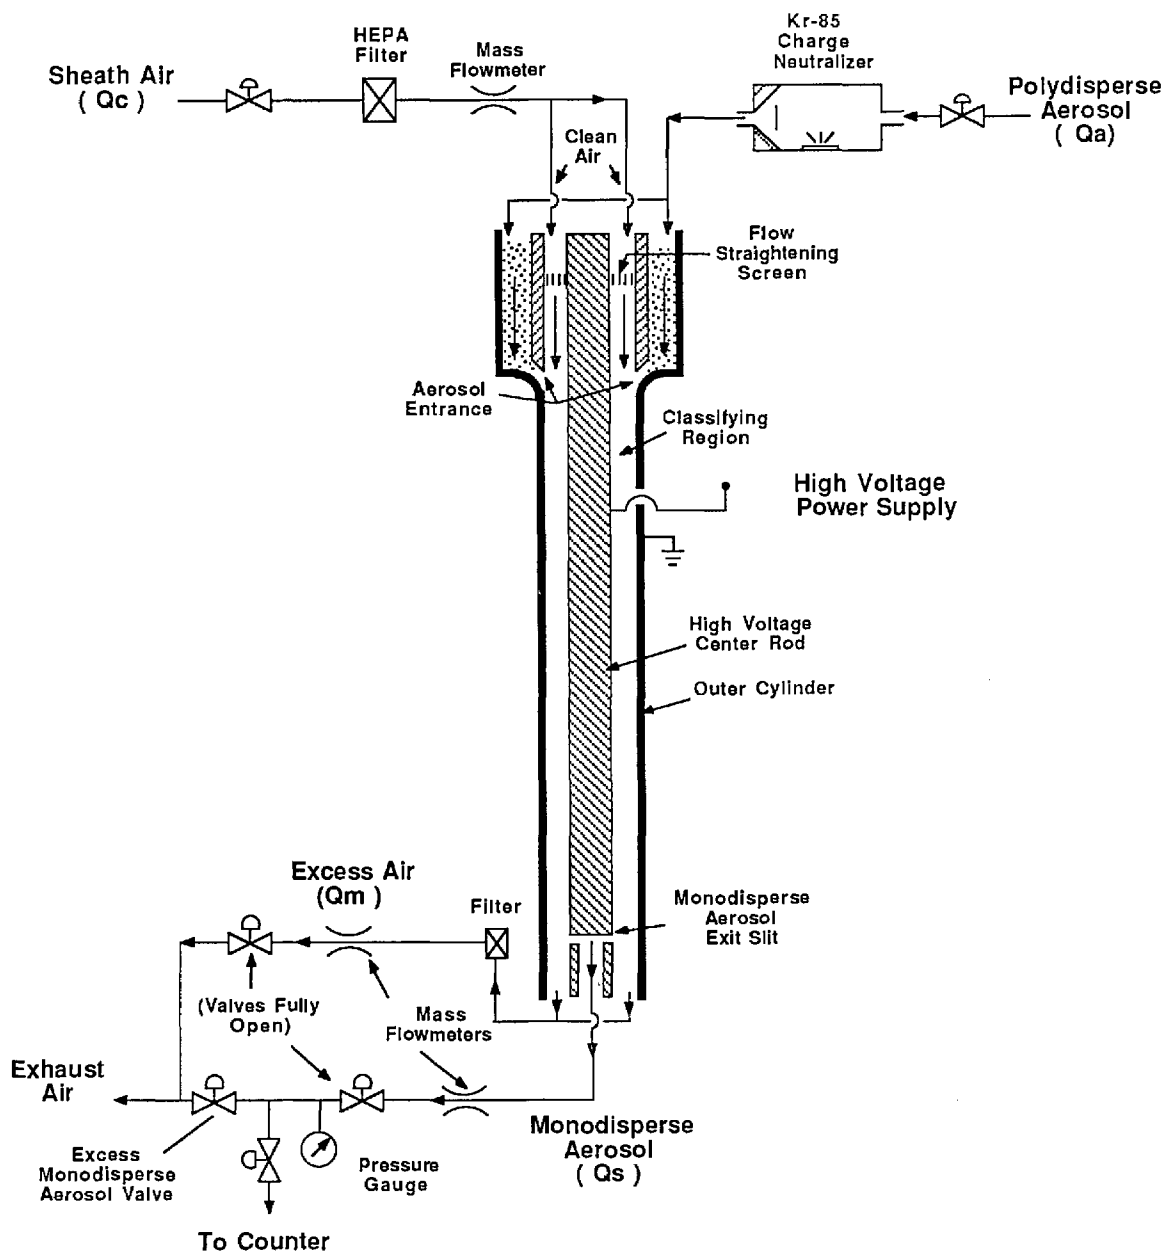 Kr-85
Charge
Neutralizer
HEPA
Filter
Mass
Flowmeter
Sheath Air
( Qc )
Polydisperse
Aerosol
( Qa)
Clean
Air
Flow
Straightening
Screen
Aerosol
Entrance
Classifying
Region
High Voltage
Power Supply
High Voltage
Center Rod
Outer Cylinder
Excess Air
(Qm )
Filter
Monodisperse
Aerosol
Exit Slit
(Valves Fully
Open)
Mass
Flowmeters
Exhaust
Air
Monodisperse
Aerosol
( Qs )
Excess
Monodisperse
Aerosol Valve
Pressure
Gauge
To Counter